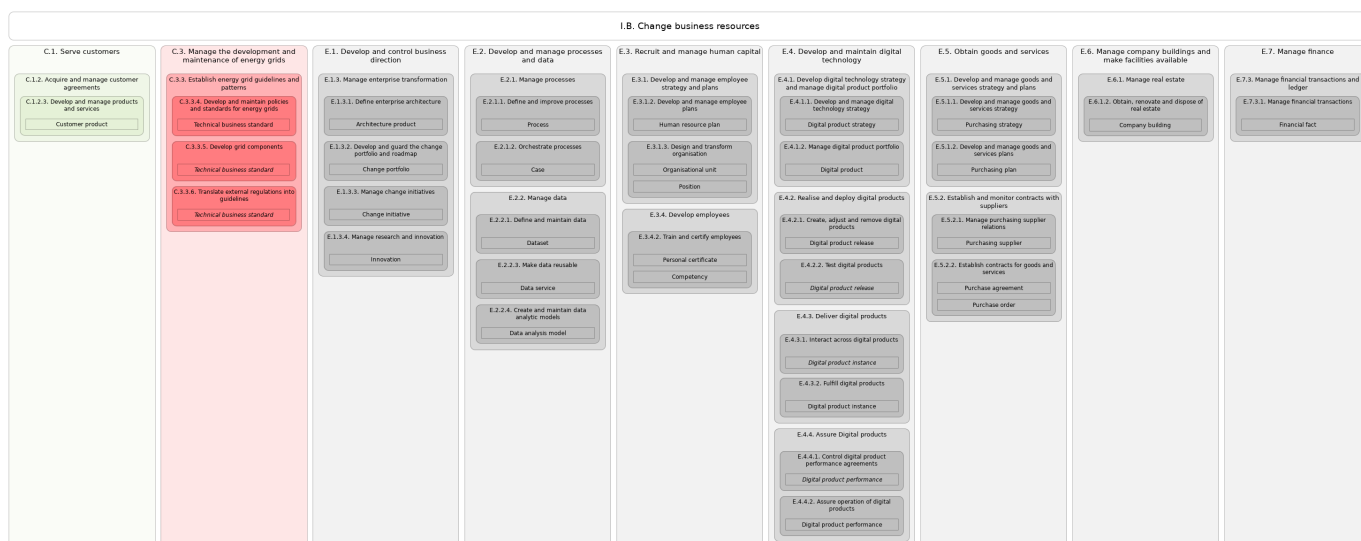 I.B. Change business resources
C.1. Serve customers
C.1.2. Acquire and manage customer
agreements
C.1.2.3. Develop and manage products
and services
Customer product
C.3. Manage the development and
maintenance of energy grids
C.3.3. Establish energy grid guidelines and
patterns
C.3.3.4. Develop and maintain policies
and standards for energy grids
Technical business standard
C.3.3.5. Develop grid components
Technical business standard
C.3.3.6. Translate external regulations into
guidelines
Technical business standard
E.1. Develop and control business
direction
E.1.3. Manage enterprise transformation
E.1.3.1. Define enterprise architecture
Architecture product
E.1.3.2. Develop and guard the change
portfolio and roadmap
Change portfolio
E.1.3.3. Manage change initiatives
Change initiative
E.1.3.4. Manage research and innovation
Innovation
E.2. Develop and manage processes
and data
E.2.1. Manage processes
E.2.1.1. Define and improve processes
Process
E.2.1.2. Orchestrate processes
Case
E.2.2. Manage data
E.2.2.1. Define and maintain data
Dataset
E.2.2.3. Make data reusable
Data service
E.2.2.4. Create and maintain data
analytic models
Data analysis model
E.3. Recruit and manage human capital
E.3.1. Develop and manage employee
strategy and plans
E.3.1.2. Develop and manage employee
plans
Human resource plan
E.3.1.3. Design and transform
organisation
Organisational unit
Position
E.3.4. Develop employees
E.3.4.2. Train and certify employees
Personal certificate
Competency
E.4. Develop and maintain digital
technology
E.4.1. Develop digital technology strategy
and manage digital product portfolio
E.4.1.1. Develop and manage digital
technology strategy
Digital product strategy
E.4.1.2. Manage digital product portfolio
Digital product
E.4.2. Realise and deploy digital products
E.4.2.1. Create, adjust and remove digital
products
Digital product release
E.4.2.2. Test digital products
Digital product release
E.4.3. Deliver digital products
E.4.3.1. Interact across digital products
Digital product instance
E.4.3.2. Fulfill digital products
Digital product instance
E.4.4. Assure Digital products
E.4.4.1. Control digital product
performance agreements
Digital product performance
E.4.4.2. Assure operation of digital
products
Digital product performance
E.5. Obtain goods and services
E.5.1. Develop and manage goods and
services strategy and plans
E.5.1.1. Develop and manage goods and
services strategy
Purchasing strategy
E.5.1.2. Develop and manage goods and
services plans
Purchasing plan
E.5.2. Establish and monitor contracts with
suppliers
E.5.2.1. Manage purchasing supplier
relations
Purchasing supplier
E.5.2.2. Establish contracts for goods and
services
Purchase agreement
Purchase order
E.6. Manage company buildings and
make facilities available
E.6.1. Manage real estate
E.6.1.2. Obtain, renovate and dispose of
real estate
Company building
E.7. Manage finance
E.7.3. Manage financial transactions and
ledger
E.7.3.1. Manage financial transactions
Financial fact